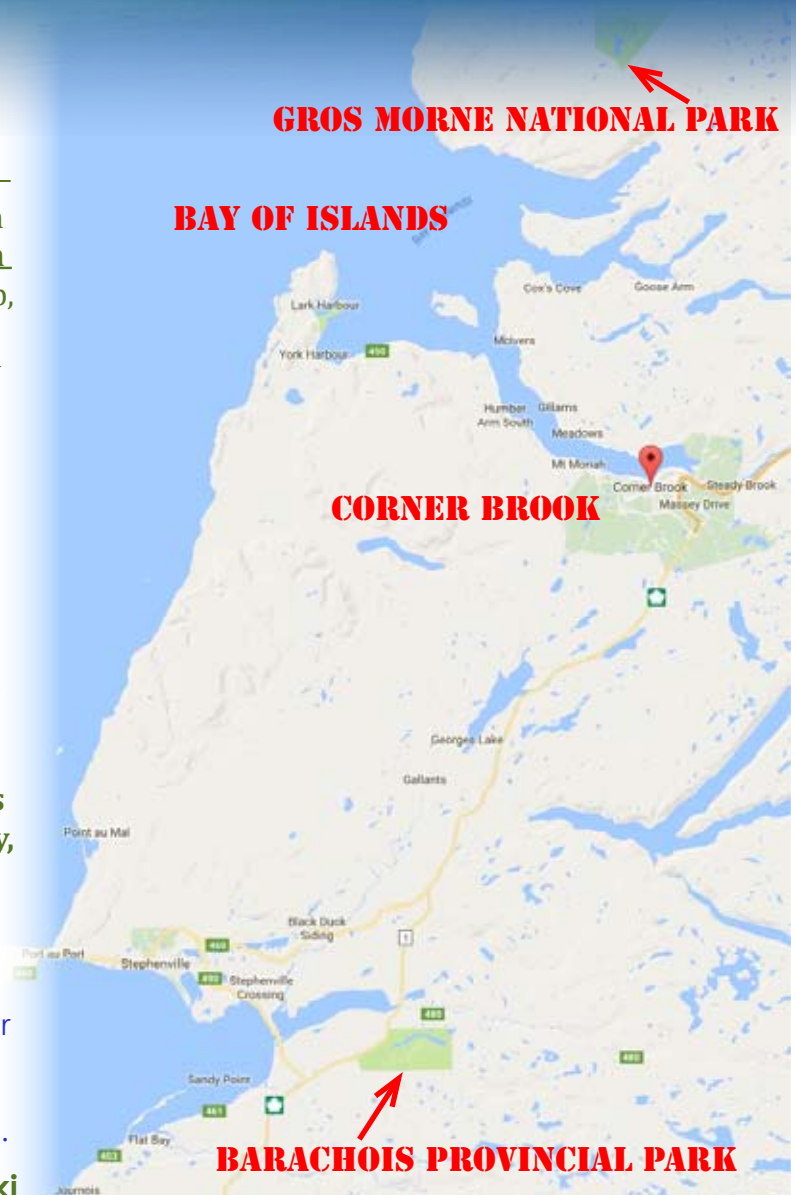 GROS MORNE NATIONAL PARK
BAY OF ISLANDS
Cox's Cove
Goose Arm
Lark Harbour
McIvers
York Harbour
450
Humber
Arm South
Gillams
Meadows
Mt Moriah
Corner Brook
Steady Brook
Massey Drive
CORNER BROOK
Georges Lake
Gallants
s
Point au Mal
y,
Black Duck
Siding
1
460
Port au Port
Stephenville
490
Stephenville
Crossing
r
480
Sandy Point
461
Flat Bay
.
403
BARACHOIS PROVINCIAL PARK
ki
Journois